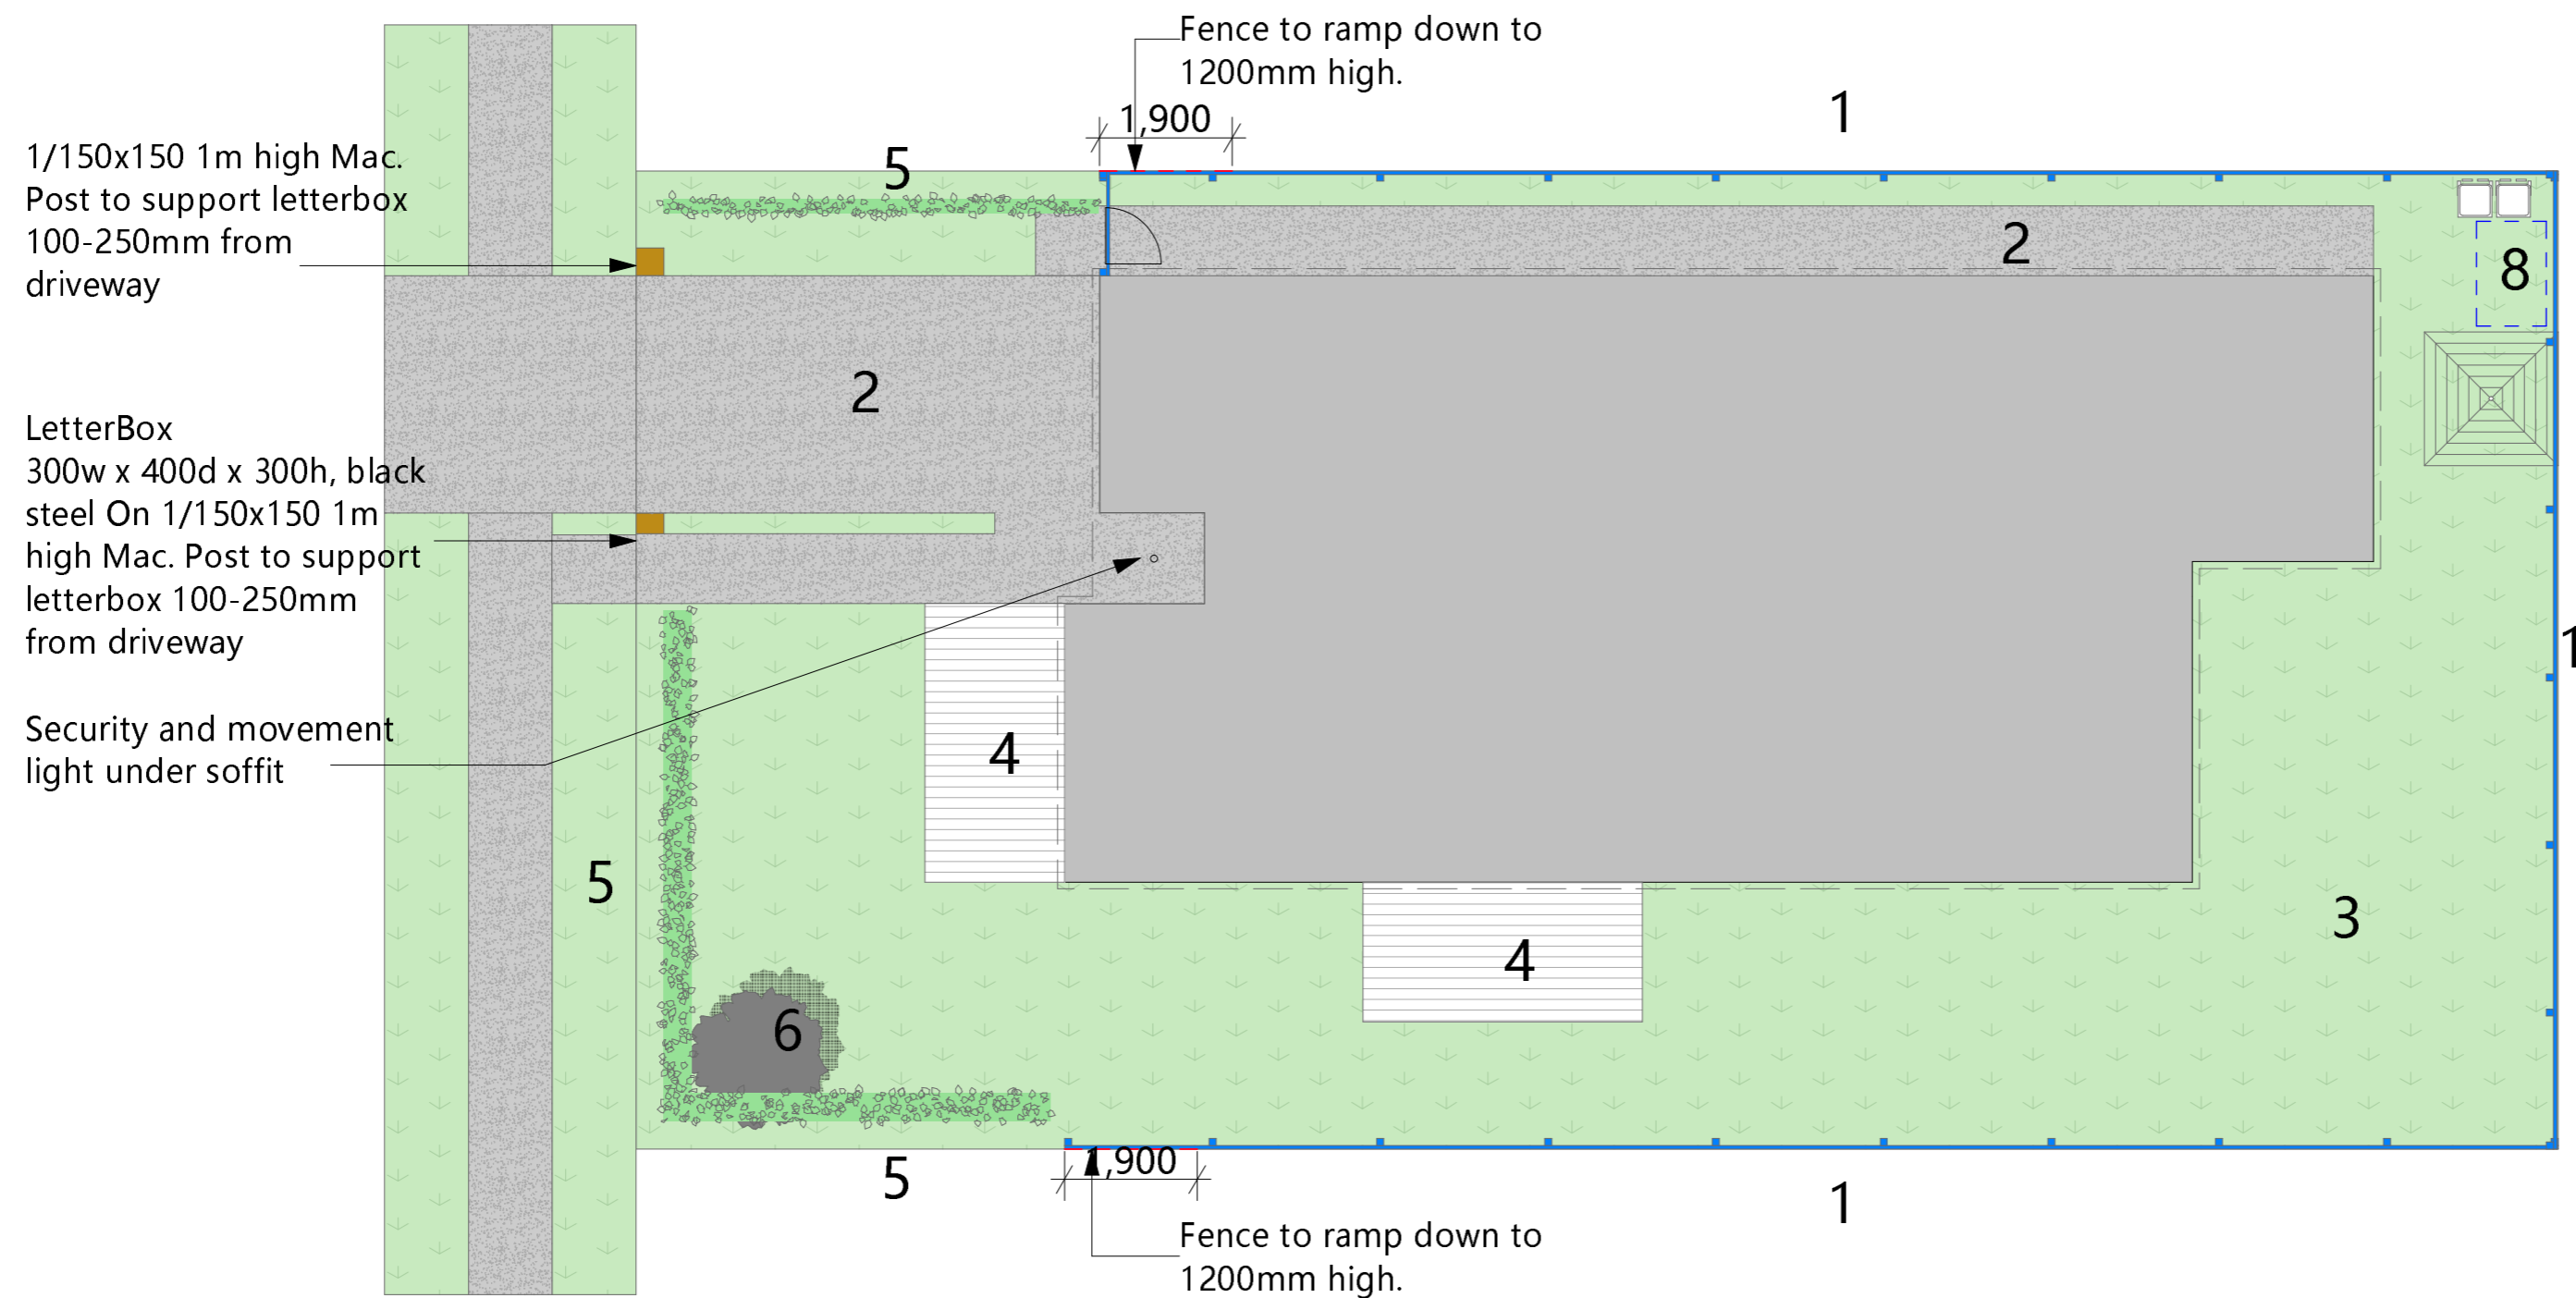 Fence to ramp down to
1200mm high.
1
1,900
1/150x150 1m high Mac.
Post to support letterbox
100-250mm from
driveway
5
2
8
2
LetterBox
300w x 400d x 300h, black
steel On 1/150x150 1m
high Mac. Post to support
letterbox 100-250mm
from driveway
1
Security and movement
light under soffit
4
5
3
4
6
1,900
5
1
Fence to ramp down to
1200mm high.